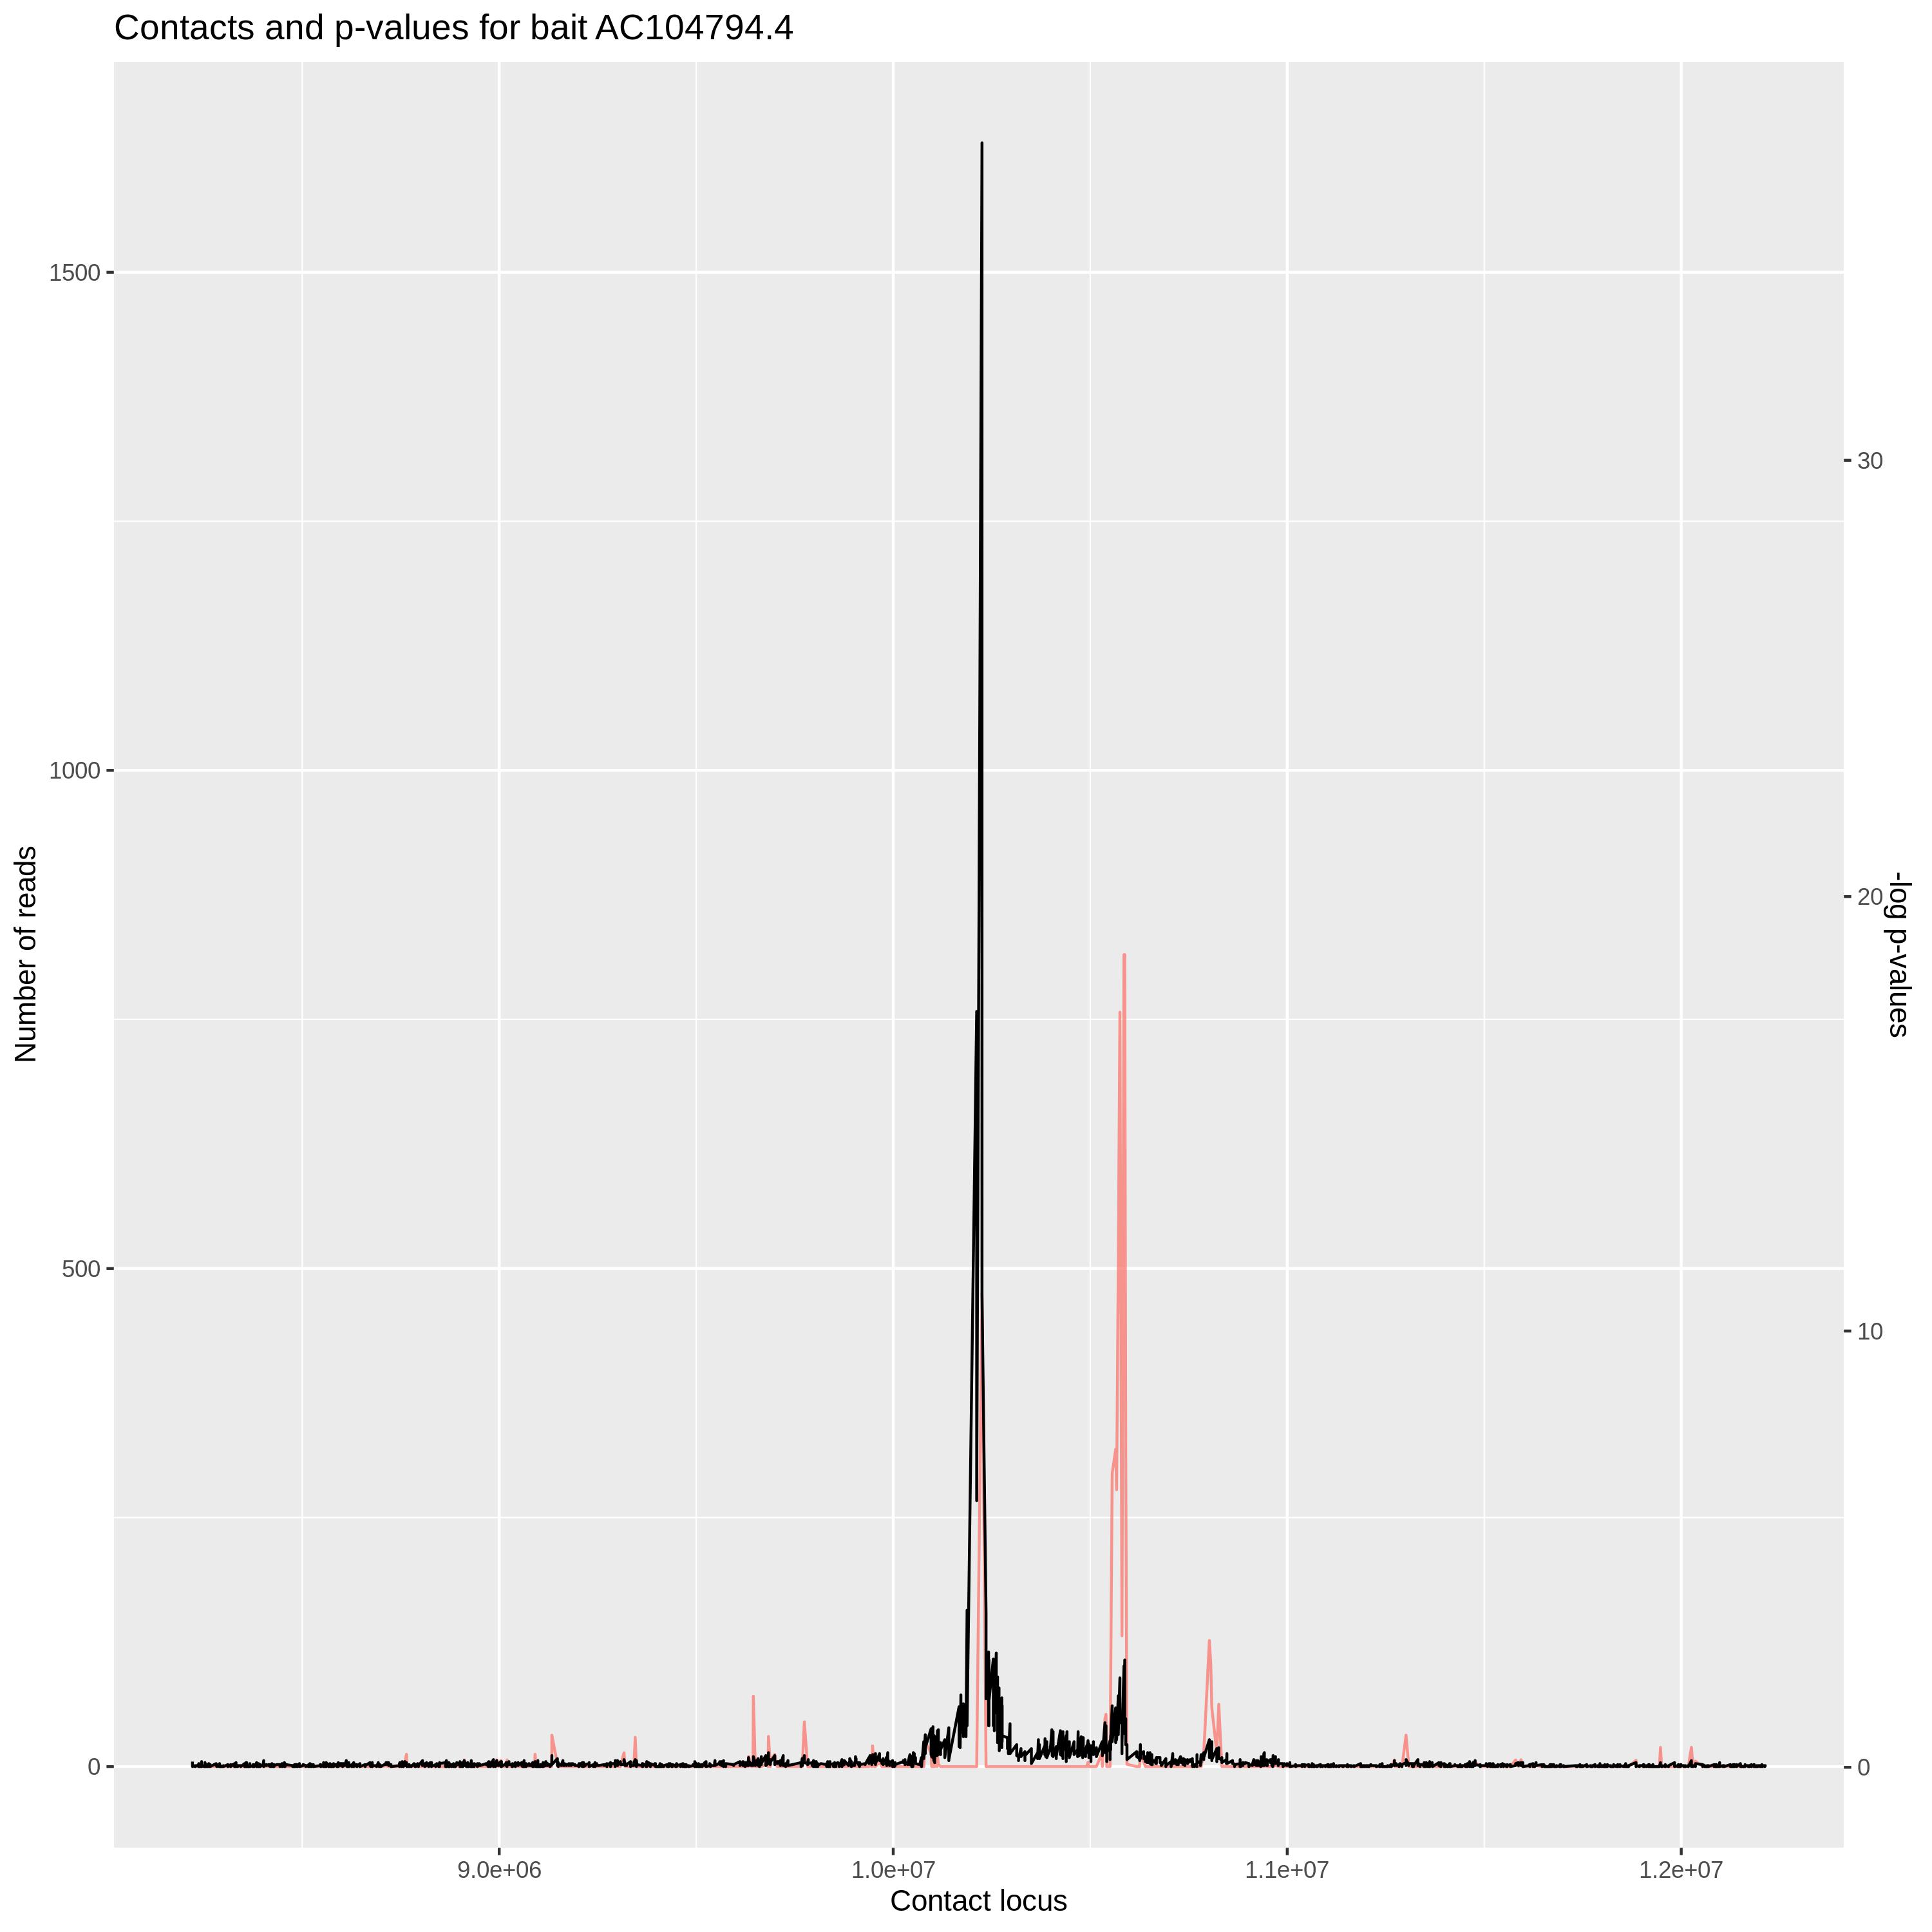 Contacts and p-values for bait AC104794.4
1500
1000
500
0
Number of reads
30
20
10
0
-log p-values
9.0e+06
1.0e+07
1.1e+07
1.2e+07
Contact locus